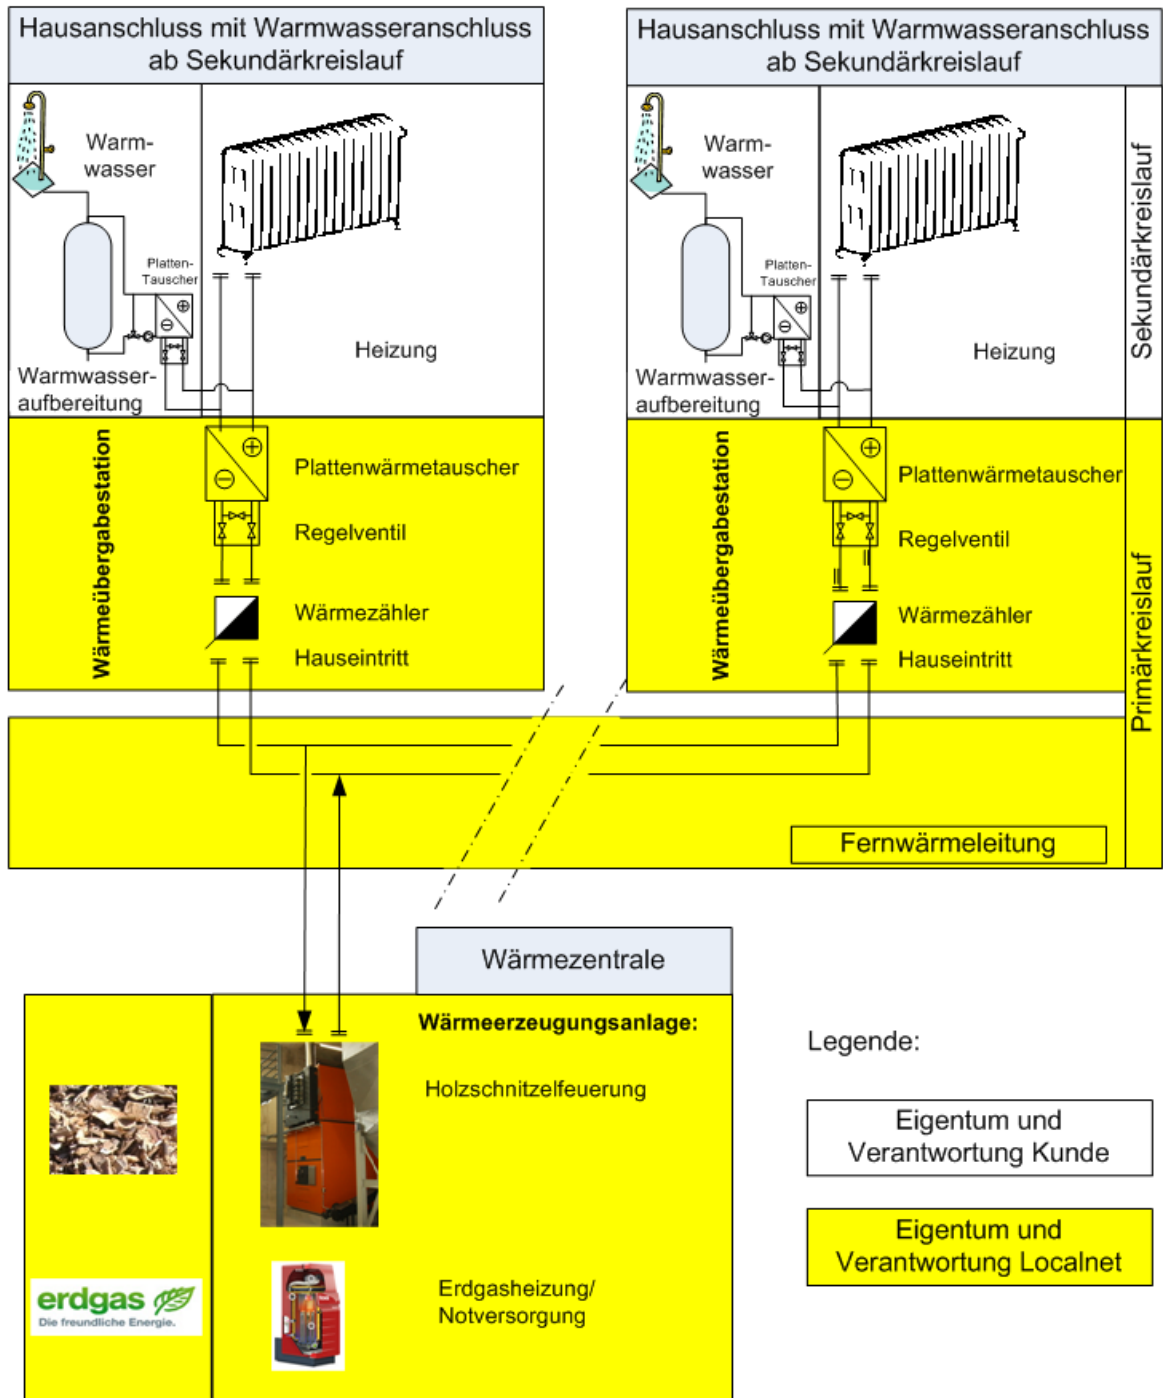 Hausanschluss mit Warmwasseranschluss
ab Sekundärkreislauf
Warm-
wasser
Platten-
Tauscher
Heizung
Warmwasser-
aufbereitung
Wärmeübergabestation
Plattenwärmetauscher
Regelventil
Wärmezähler
Hauseintritt
Hausanschluss mit Warmwasseranschluss
ab Sekundärkreislauf
Warm-
wasser
Platten-
Tauscher
Heizung
Warmwasser-
aufbereitung
Wärmeübergabestation
Plattenwärmetauscher
Regelventil
Wärmezähler
Hauseintritt
Sekundärkreislauf
Primärkreislauf
Fernwärmeleitung
Wärmezentrale
Wärmeerzeugungsanlage:
Holzschnitzelfeuerung
erdgas
Die freundliche Energie.
Erdgasheizung/
Notversorgung
Legende:
Eigentum und
Verantwortung Kunde
Eigentum und
Verantwortung Localnet